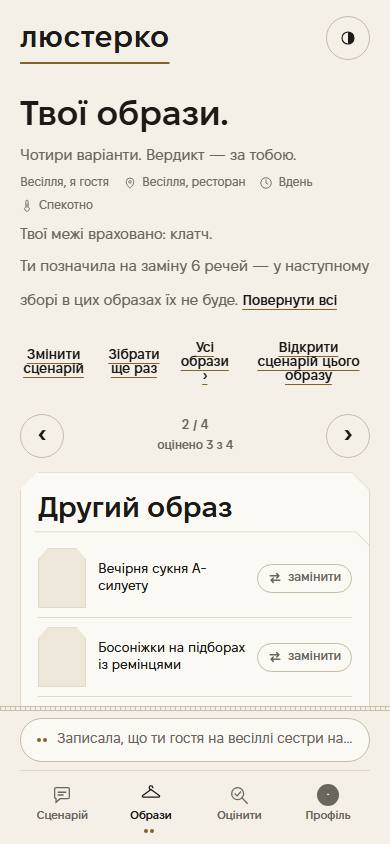 люстерко
Твої образи.
Чотири варіанти. Вердикт — за тобою.
Весілля, я гостя Весілля, ресторан Вдень
Спекотно
Твої межі враховано: клатч.
Ти позначила на заміну 6 речей — у наступному
зборі в цих образах їх не буде. Повернути всі
Змінити
сценарій
Зібрати
ще раз
Усі
образи
›
Відкрити
сценарій цього
образу
‹
2 / 4
оцінено 3 з 4
›
Другий образ
Вечірня сукня А-
силуету
замінити
Босоніжки на підборах
із ремінцями
замінити
Записала, що ти гостя на весіллі сестри на...
Сценарій
Образи
Оцінити
Профіль